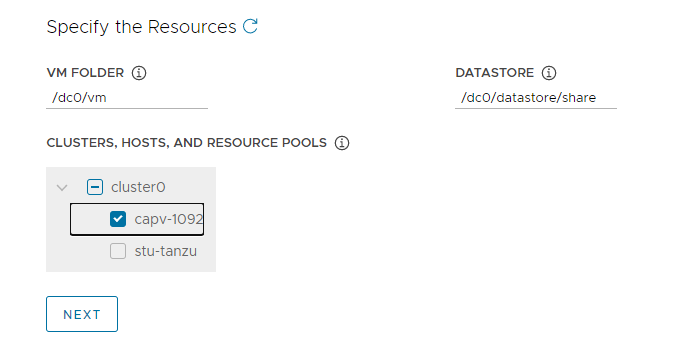 Specify the Resources
VM FOLDER
DATASTORE
/dc0/vm
/dc0/datastore/share
CLUSTERS, HOSTS, AND RESOURCE POOLS
cluster0
capv-1092
stu-tanzu
NEXT